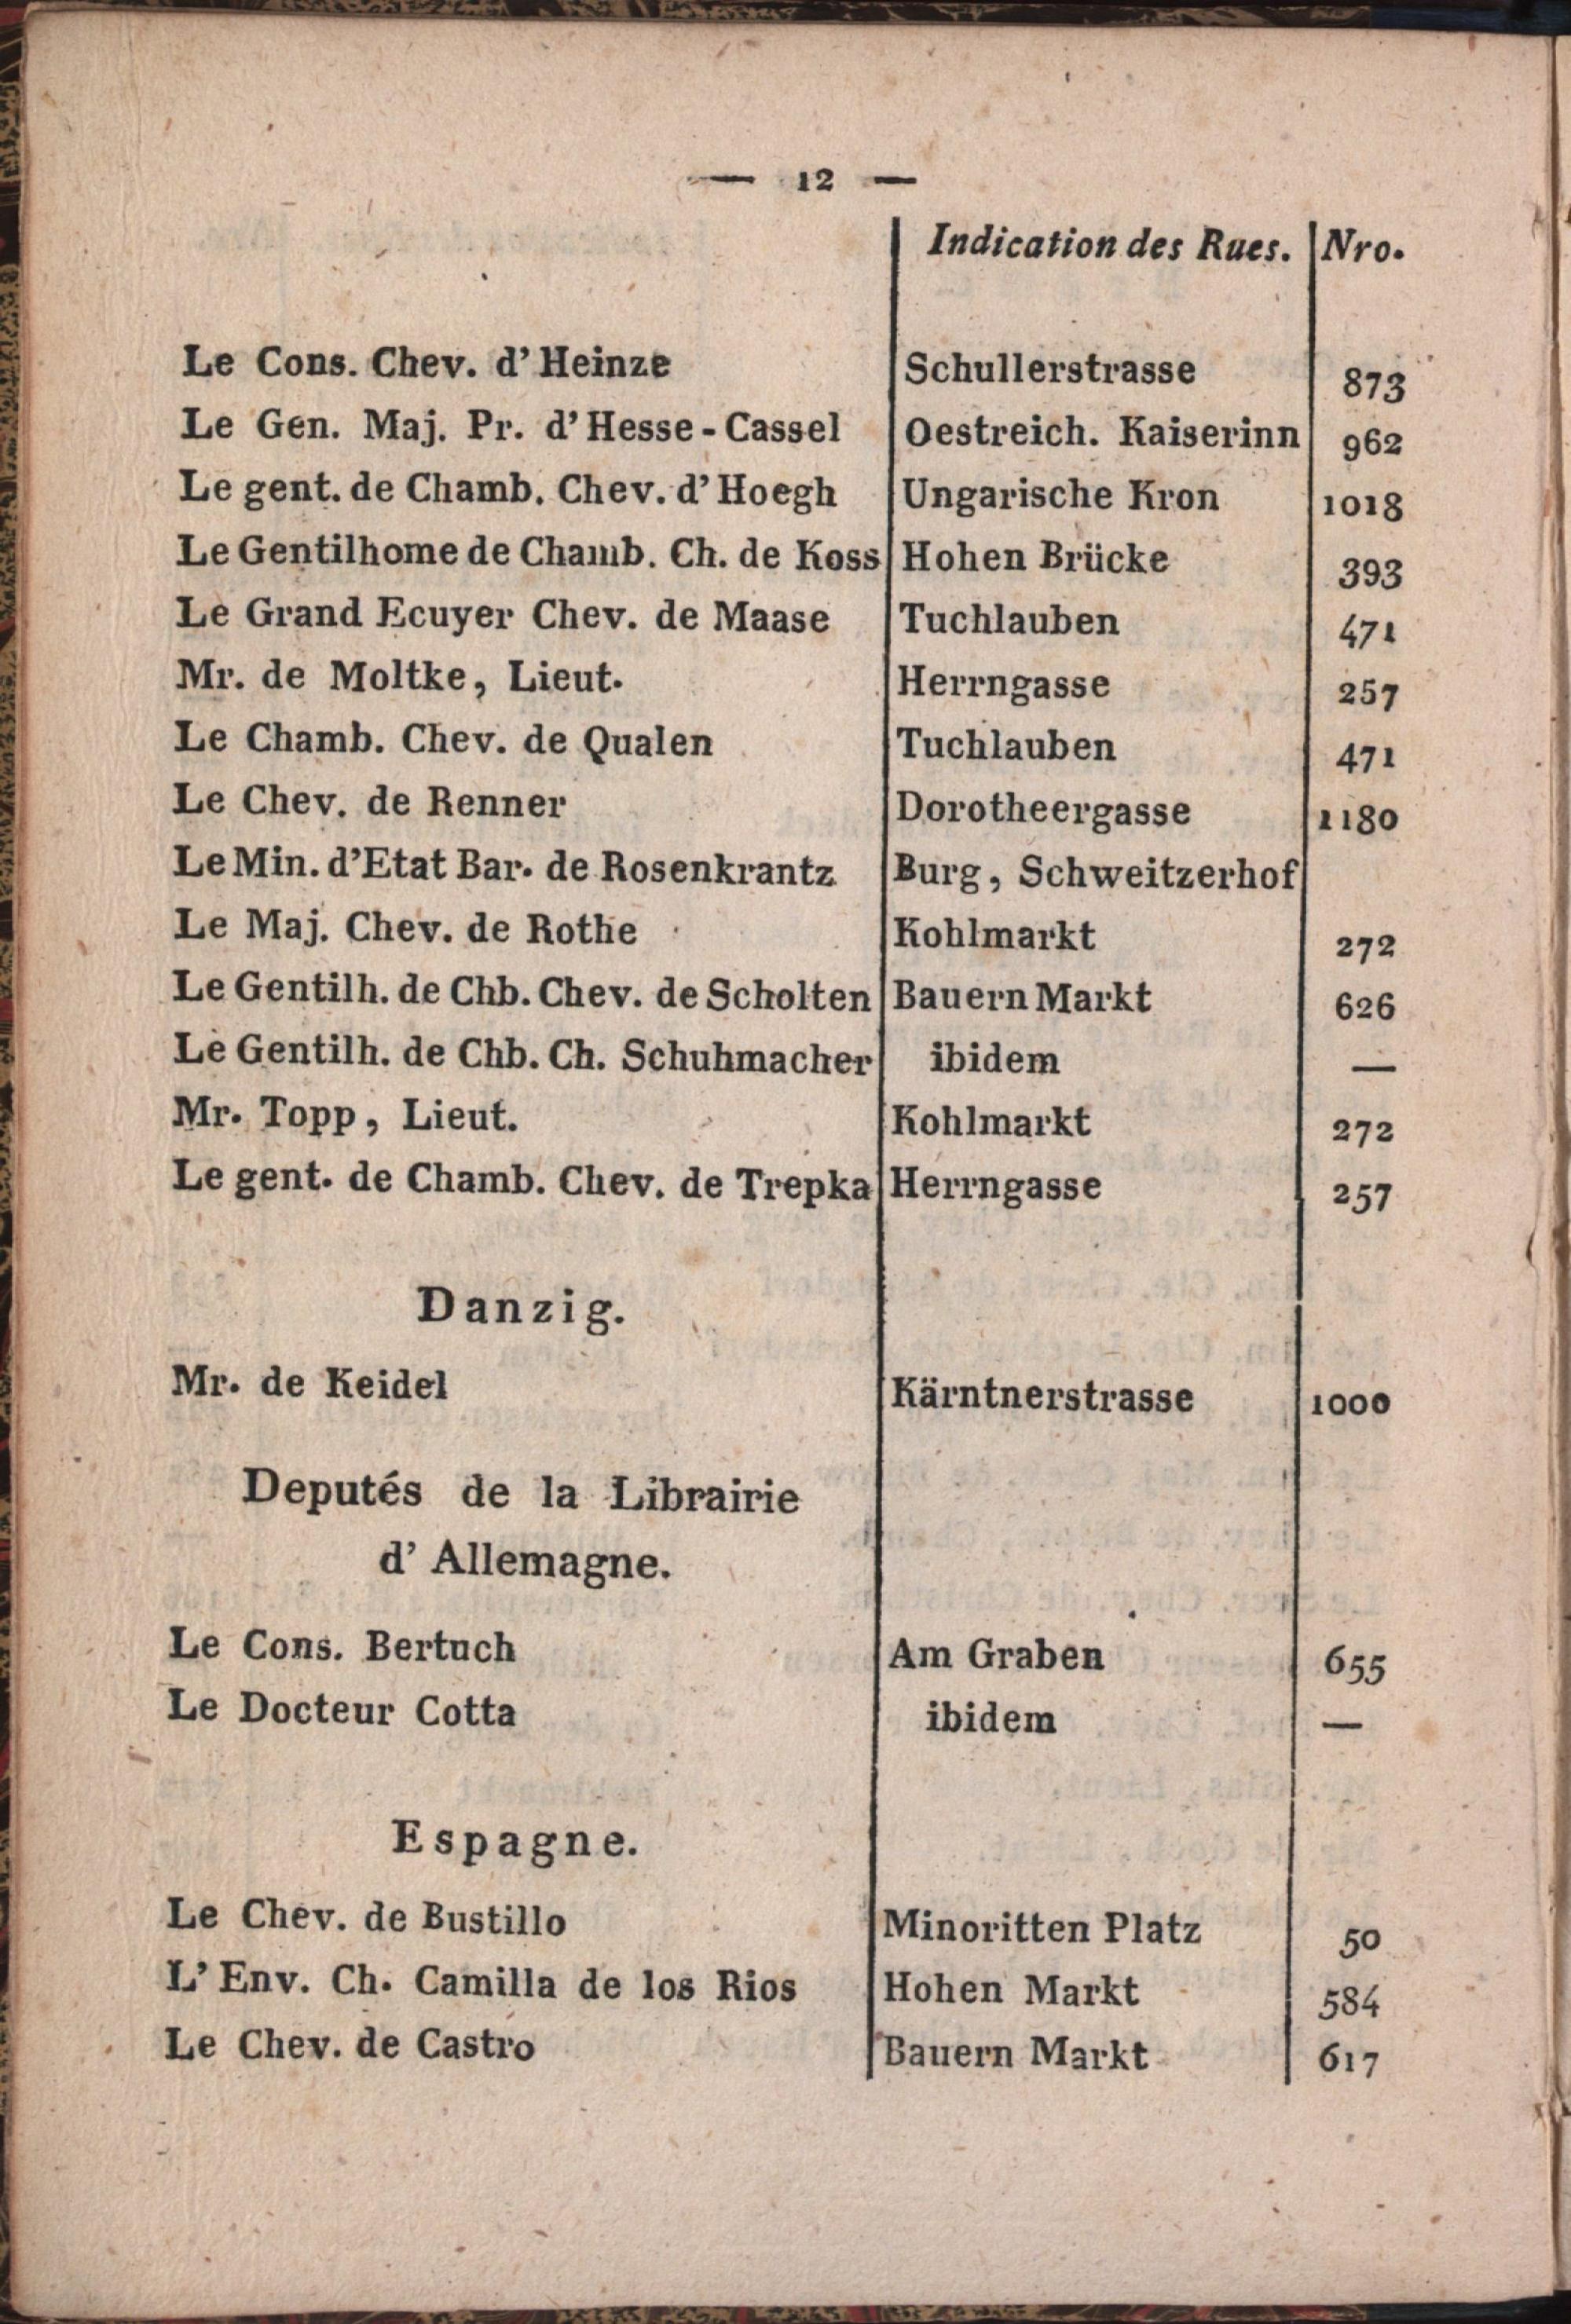 — 12 —
Indication des Rues. Nro.
Le Cons. Chev. d' Heinze Schullerstrasse 873
Le Gen. Maj. Pr. d' Hesse-Cassel Oestreich. Kaiserinn 962
Le gent. de Chamb. Chev. d' Hoegh Ungarische Kron 1018
Le Gentilhome de Chamb. Ch. de Koss Hohen Brücke 393
Le Grand Ecuyer Chev. de Maase Tuchlauben 471
Mr. de Moltke, Lieut. Herrngasse 257
Le Chamb. Chev. de Qualen Tuchlauben 471
Le Chev. de Renner Dorotheergasse 1180
Le Min. d'Etat Bar. de Rosenkrantz Burg, Schweitzerhof
Le Maj. Chev. de Rothe Kohlmarkt 272
Le Gentilh. de Chb. Chev. de Scholten Bauern Markt 626
Le Gentilh. de Chb. Ch. Schuhmacher ibidem —
Mr. Topp, Lieut. Kohlmarkt 272
Le gent. de Chamb. Chev. de Trepka Herrngasse 257
Danzig.
Mr. de Keidel Kärntnerstrasse 1000
Deputés de la Librairie
d' Allemagne.
Le Cons. Bertuch Am Graben 655
Le Docteur Cotta ibidem —
Espagne.
Le Chev. de Bustillo Minoritten Platz 50
L' Env. Ch. Camilla de los Rios Hohen Markt 584
Le Chev. de Castro Bauern Markt 617